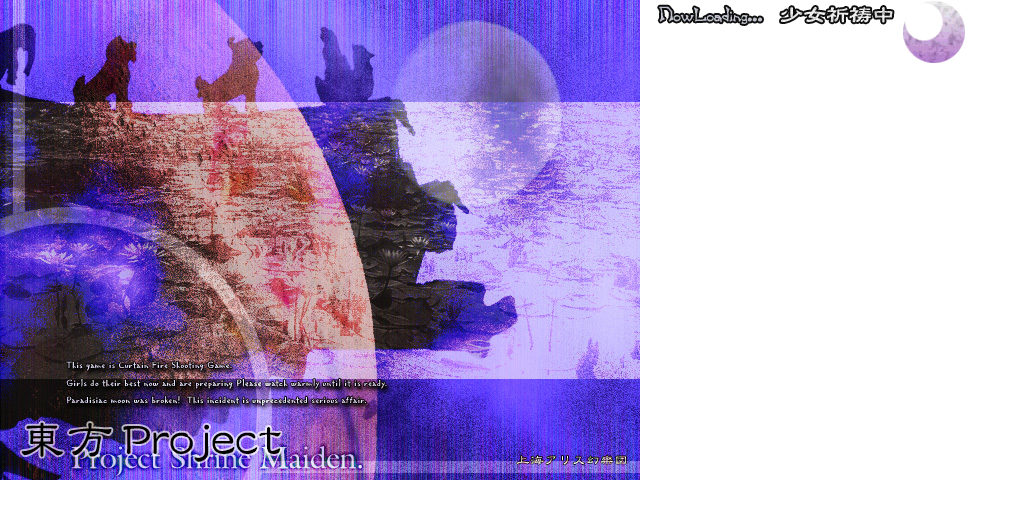 NowLoading... 少女祈祷中
This game is Curtain Fire Shooting Game.
Girls do their best now and are preparing Please watch warmly until it is ready.
Paradisiac moon was broken! This incident is unprecedented serious affair.
東方Project
Project Shrine Maiden.
上海アリス幻樂団